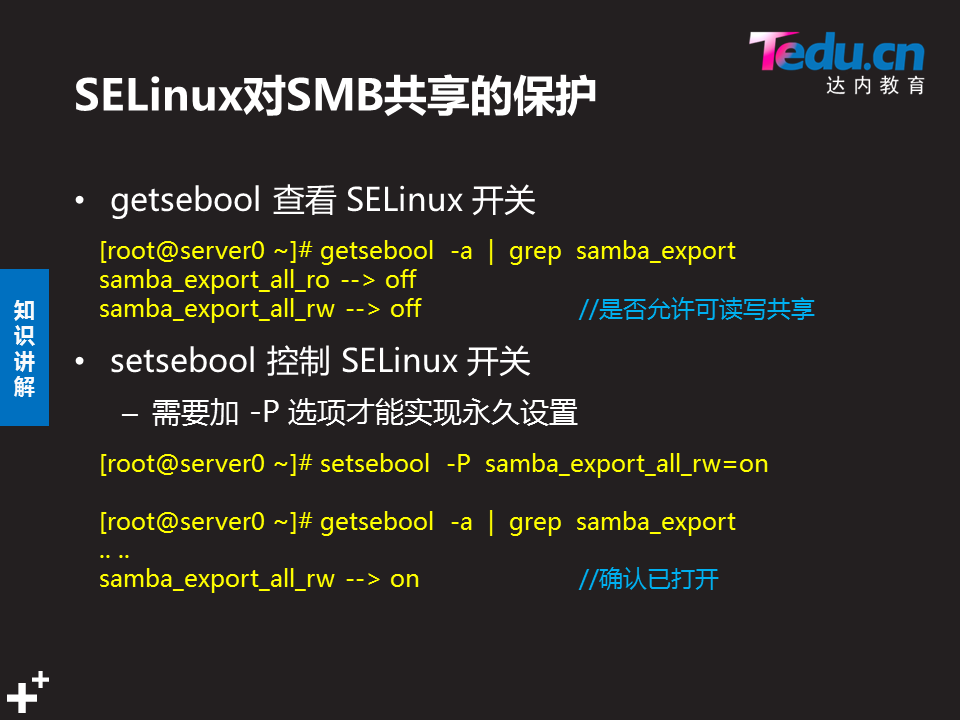 Tedu.cn
达内教育
SELinux对SMB共享的保护
• getsebool 查看 SELinux 开关
[root@server0 ~]# getsebool -a | grep samba_export
samba_export_all_ro --> off
samba_export_all_rw --> off //是否允许可读写共享
知识讲解
• setsebool 控制 SELinux 开关
– 需要加 -P 选项才能实现永久设置
[root@server0 ~]# setsebool -P samba_export_all_rw=on
[root@server0 ~]# getsebool -a | grep samba_export
.. ..
samba_export_all_rw --> on //确认已打开